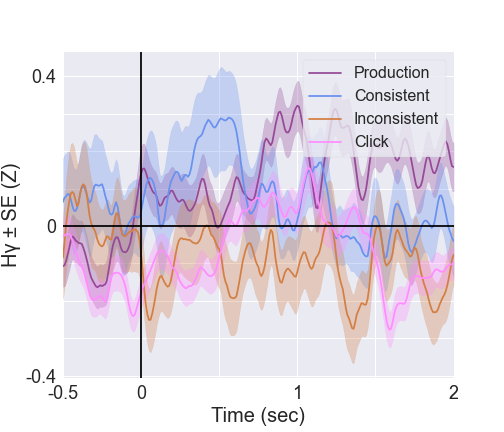 0.4
0
-0.4
Hγ ± SE (Z)
Production
Consistent
Inconsistent
Click
-0.5
0
1
2
Time (sec)